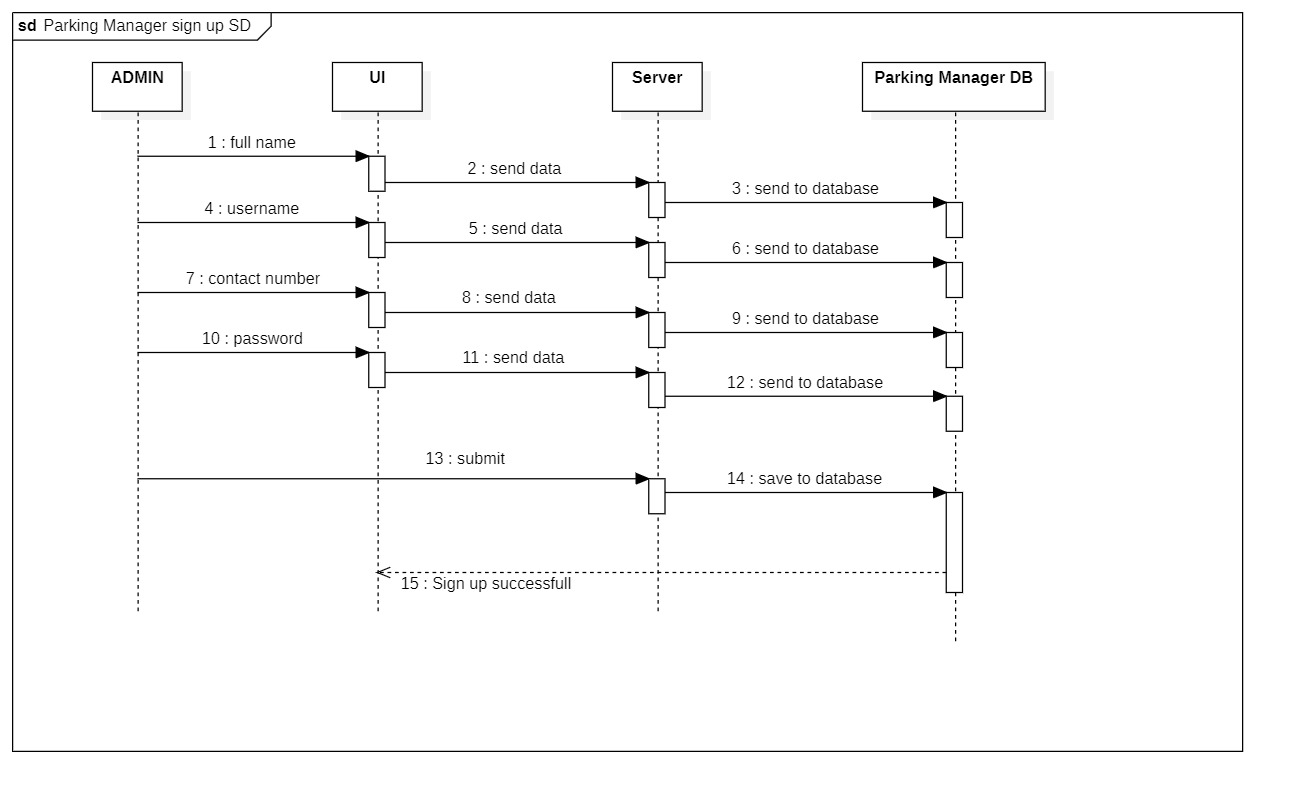 sd Parking Manager sign up SD
ADMIN
UI
Server
Parking Manager DB
1 : full name
2 : send data
3 : send to database
4 : username
5 : send data
6 : send to database
7 : contact number
8 : send data
9 : send to database
10 : password
11 : send data
12 : send to database
13 : submit
14 : save to database
15 : Sign up successfull